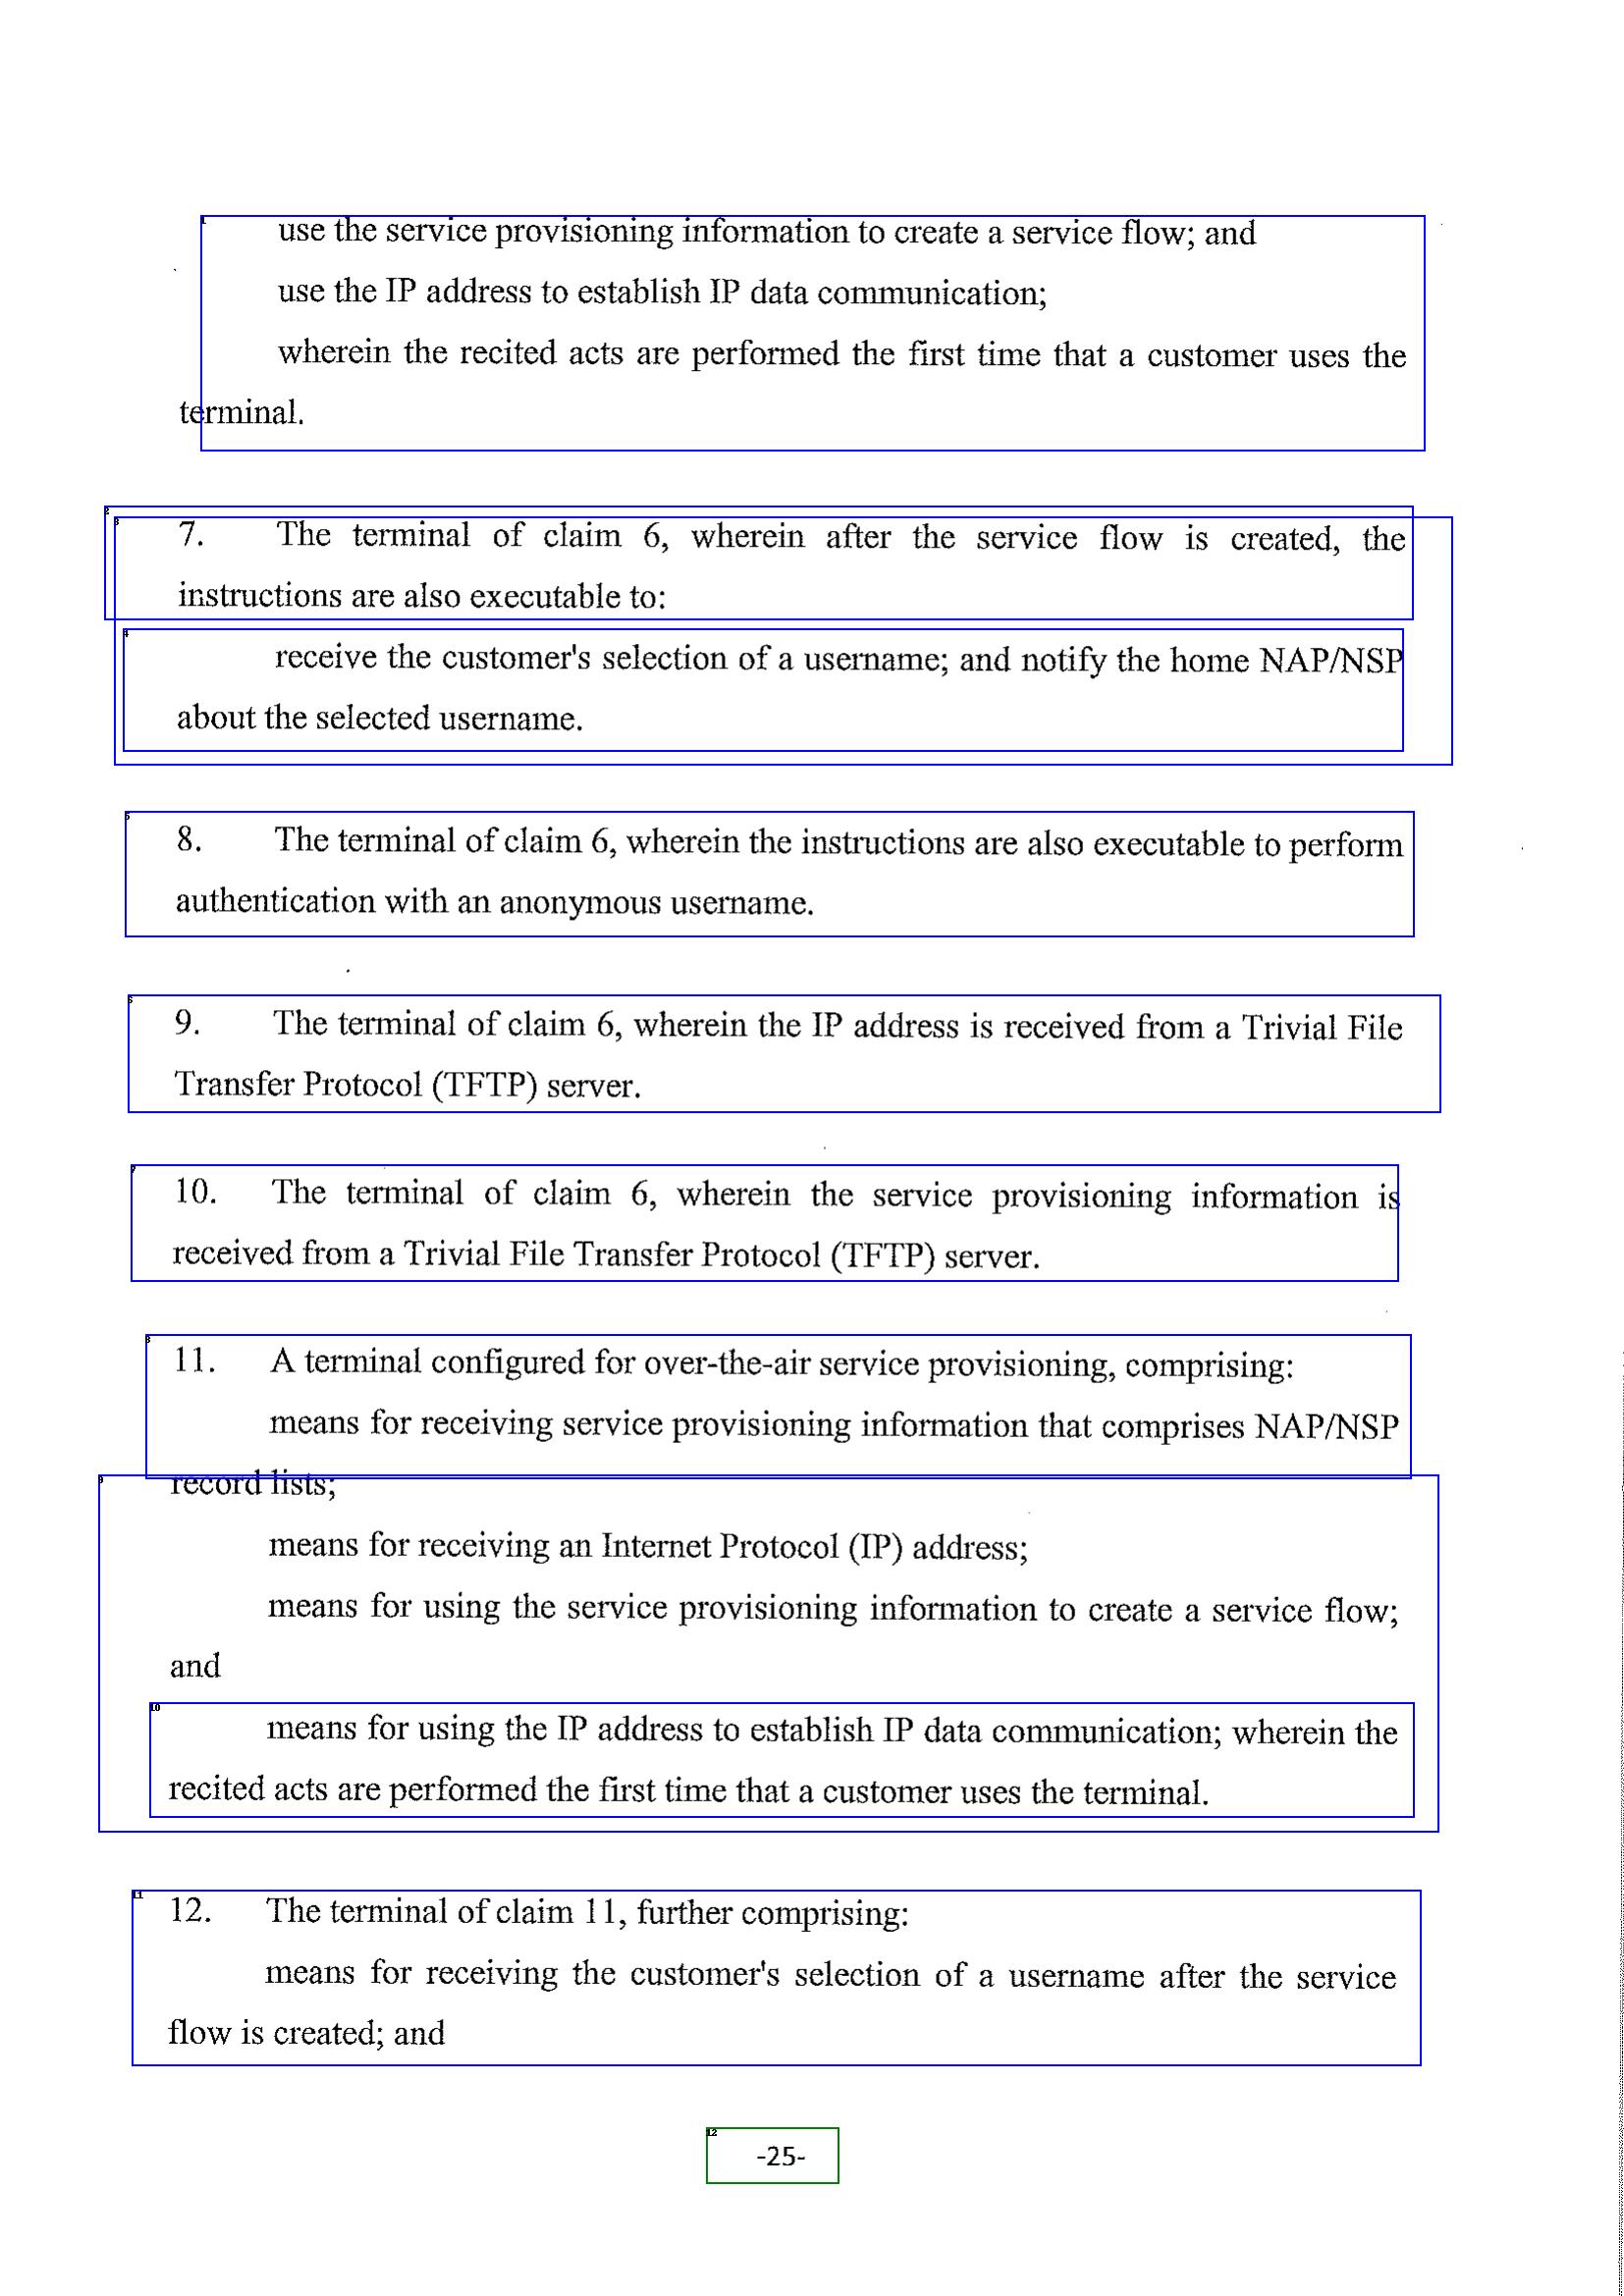 use the service provisioning information to create a service flow; and
use the IP address to establish IP data communication;
wherein the recited acts are performed the first time that a customer uses the
terminal.
7. The terminal of claim 6, wherein after the service flow is created, the
instructions are also executable to:
receive the customer's selection of a username; and notify the home NAP/NSP
about the selected username.
8. The terminal of claim 6, wherein the instructions are also executable to perform
authentication with an anonymous username.
9. The terminal of claim 6, wherein the IP address is received from a Trivial File
Transfer Protocol (TFTP) server.
10. The terminal of claim 6, wherein the service provisioning information is
received from a Trivial File Transfer Protocol (TFTP) server.
11. A terminal configured for over-the-air service provisioning, comprising:
means for receiving service provisioning information that comprises NAP/NSP
record lists;
means for receiving an Internet Protocol (IP) address;
means for using the service provisioning information to create a service flow;
and
means for using the IP address to establish IP data communication; wherein the
recited acts are performed the first time that a customer uses the terminal.
12. The terminal of claim 11, further comprising:
means for receiving the customer's selection of a username after the service
flow is created; and
-25-